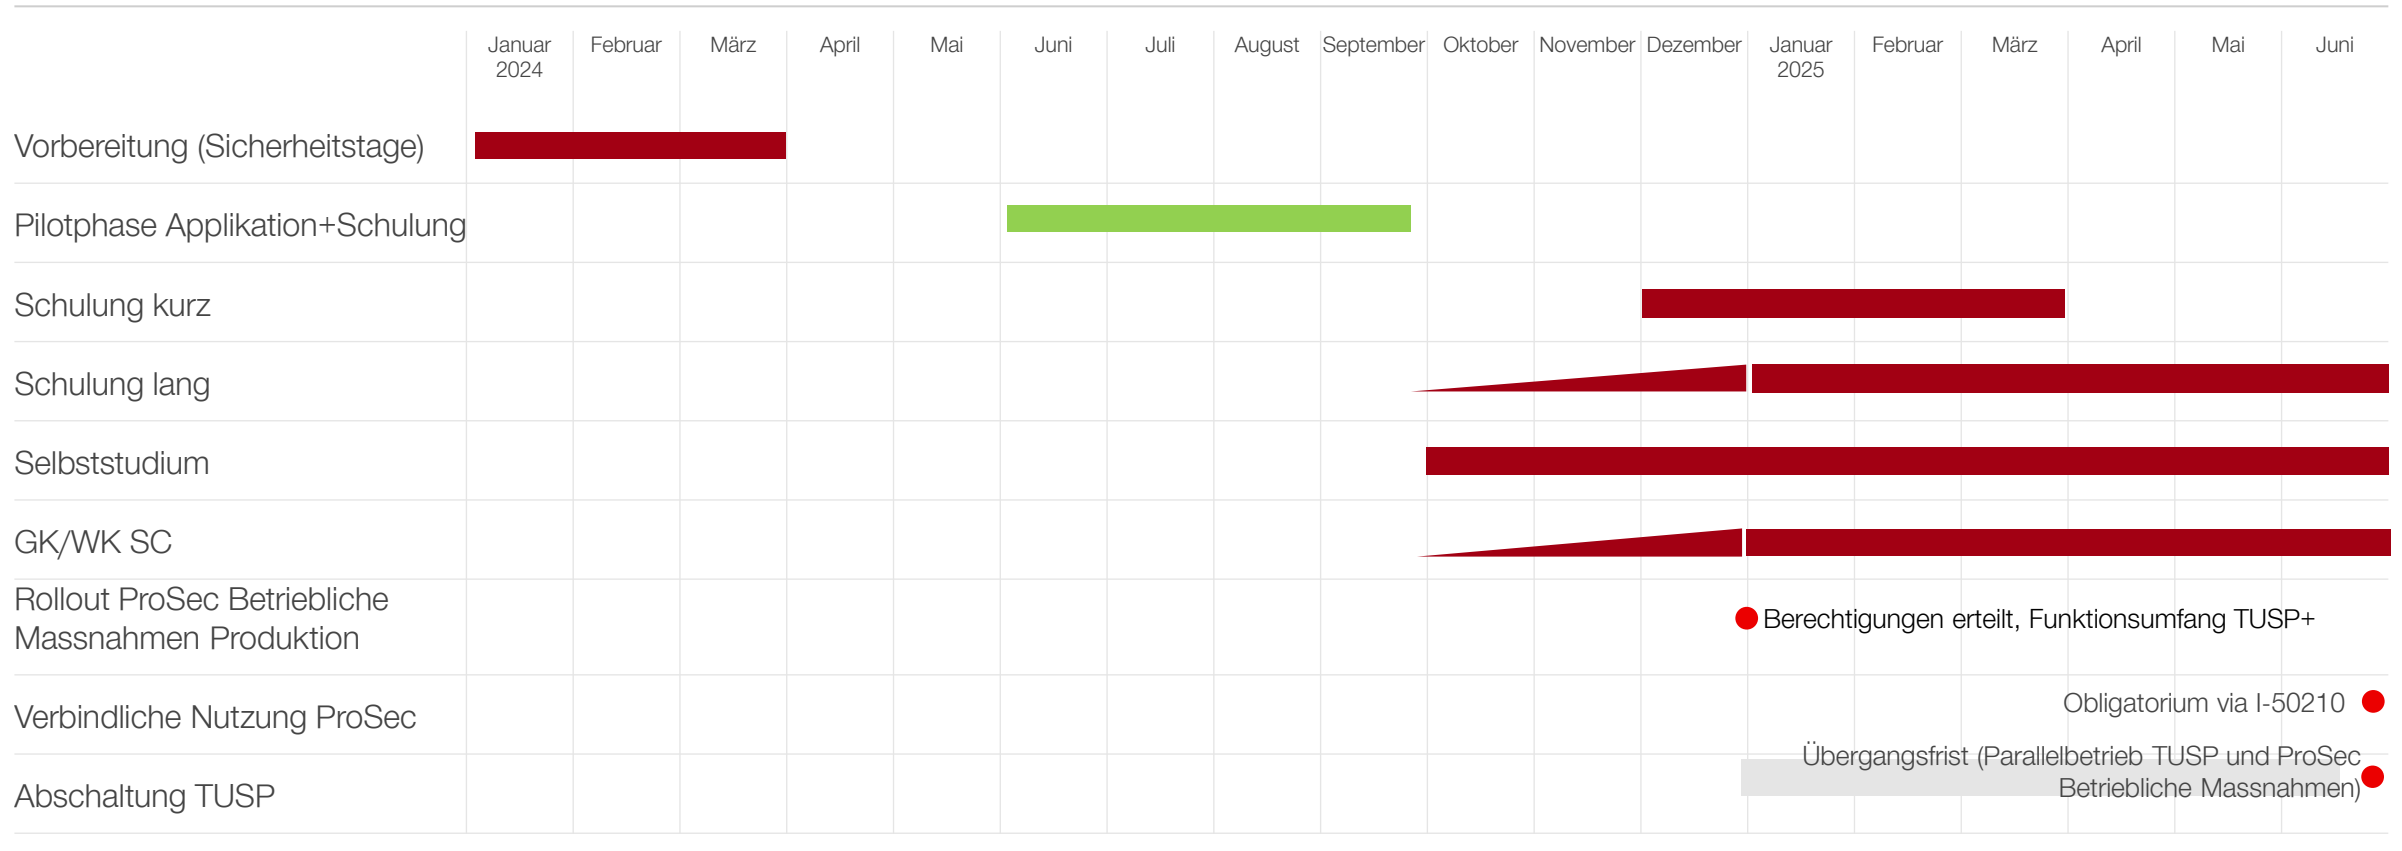 Januar Februar März April Mai Juni Juli August September Oktober November Dezember Januar Februar März April Mai Juni
2024 2025
Vorbereitung (Sicherheitstage)
Pilotphase Applikation+Schulung
Schulung kurz
Schulung lang
Selbststudium
GK/WK SC
Rollout ProSec Betriebliche
Massnahmen Produktion
Berechtigungen erteilt, Funktionsumfang TUSP+
Verbindliche Nutzung ProSec
Obligatorium via I-50210
Abschaltung TUSP
Übergangsfrist (Parallelbetrieb TUSP und ProSec
Betriebliche Massnahmen)